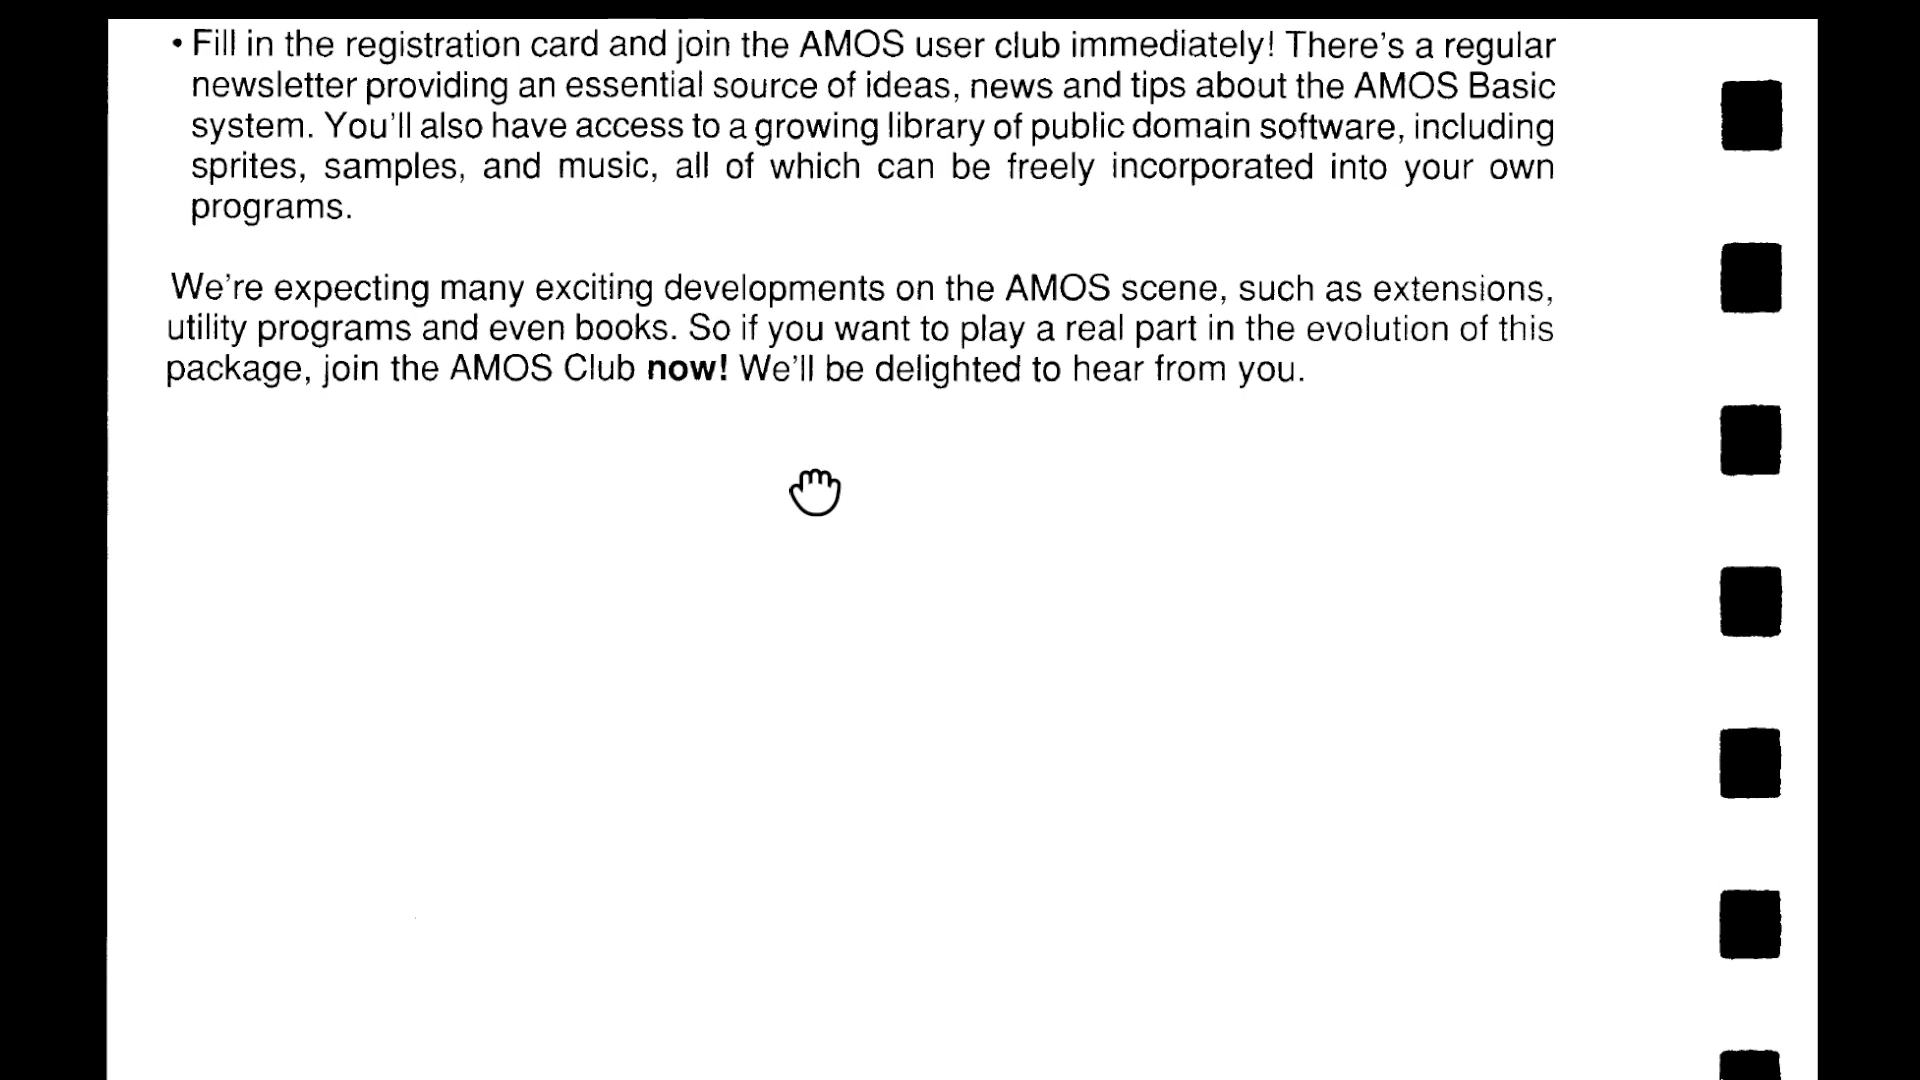 • Fill in the registration card and join the AMOS user club immediately! There's a regular
newsletter providing an essential source of ideas, news and tips about the AMOS Basic
system. You'll also have access to a growing library of public domain software, including
sprites, samples, and music, all of which can be freely incorporated into your own
programs.
We're expecting many exciting developments on the AMOS scene, such as extensions,
utility programs and even books. So if you want to play a real part in the evolution of this
package, join the AMOS Club now! We'll be delighted to hear from you.